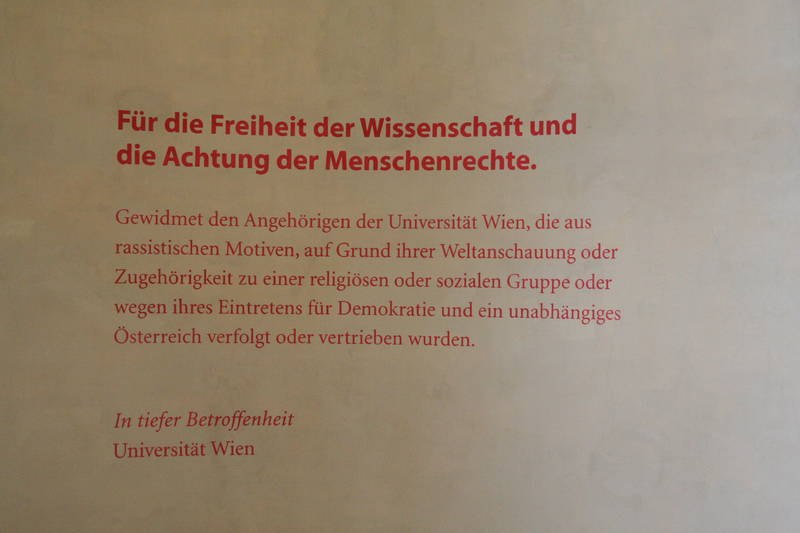 Für die Freiheit der Wissenschaft und
die Achtung der Menschenrechte.
Gewidmet den Angehörigen der Universität Wien, die aus
rassistischen Motiven, auf Grund ihrer Weltanschauung oder
Zugehörigkeit zu einer religiösen oder sozialen Gruppe oder
wegen ihres Eintretens für Demokratie und ein unabhängiges
Österreich verfolgt oder vertrieben wurden.
In tiefer Betroffenheit
Universität Wien